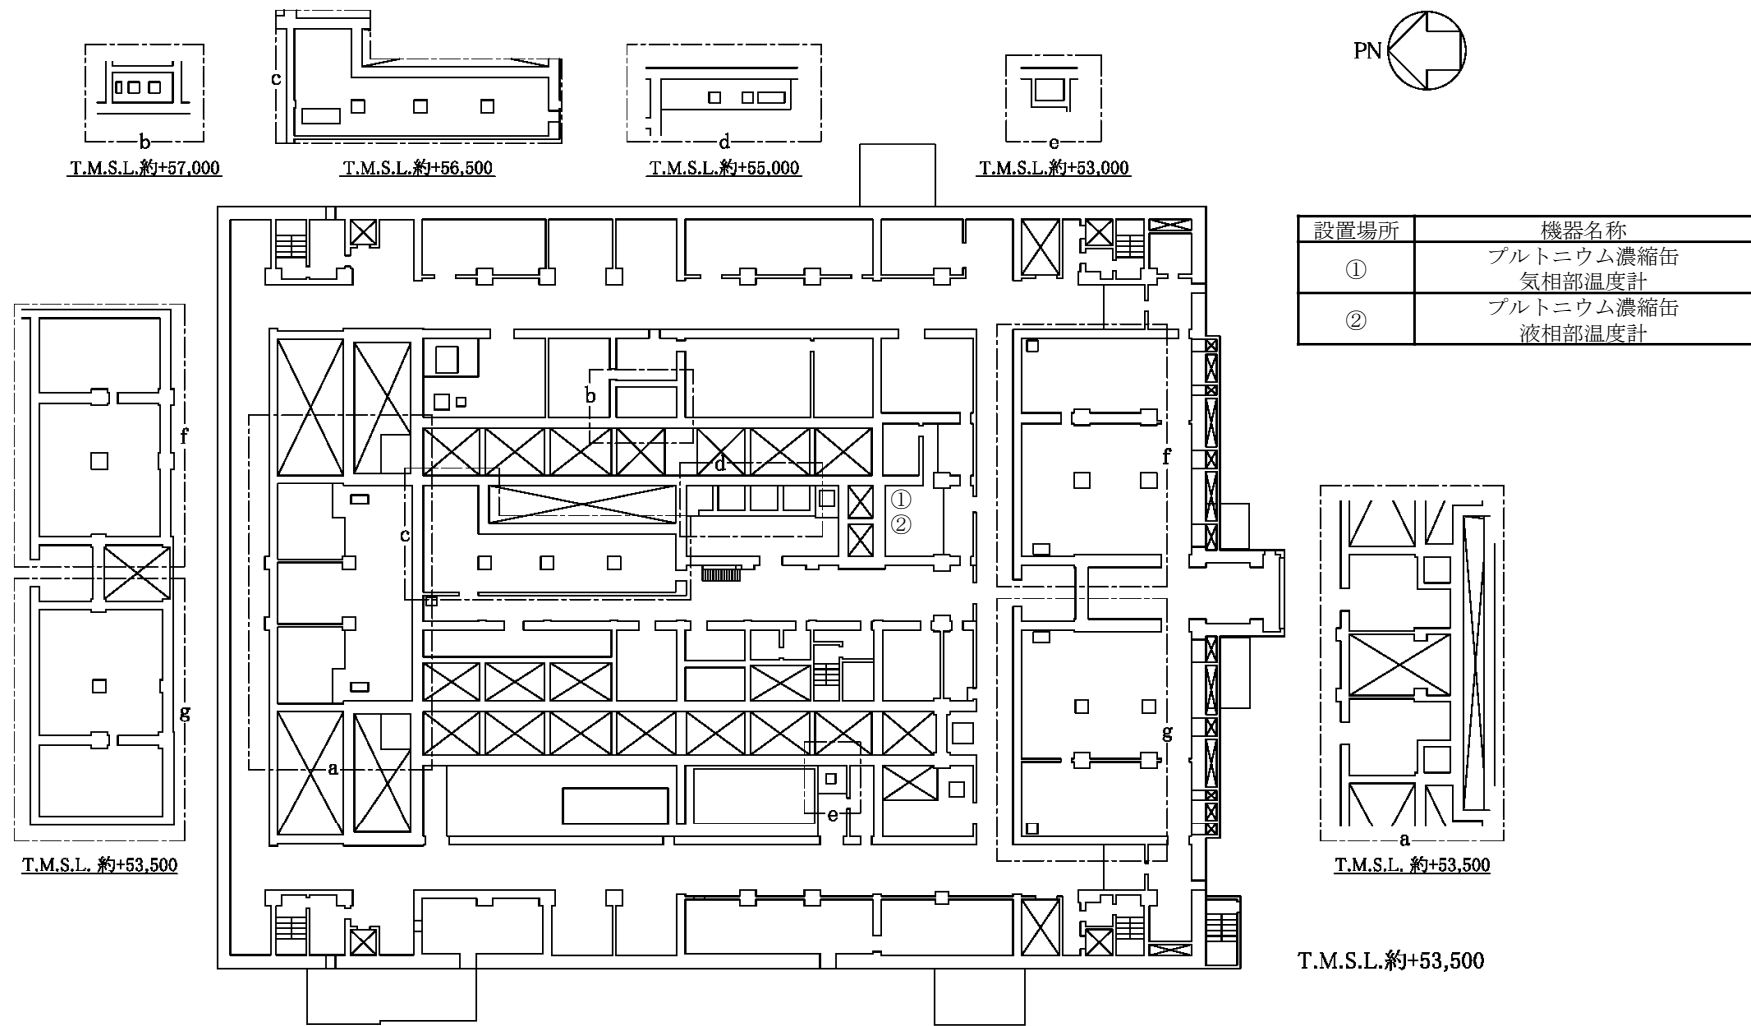 PN
c
b
d
e
T.M.S.L.約+57,000
T.M.S.L.約+56,500
T.M.S.L.約+55,000
T.M.S.L.約+53,000
設置場所 機器名称
① プルトニウム濃縮缶
気相部温度計
② プルトニウム濃縮缶
液相部温度計
b
f
f
d
①
②
c
g
g
a
e
a
T.M.S.L. 約+53,500
T.M.S.L. 約+53,500
T.M.S.L.約+53,500